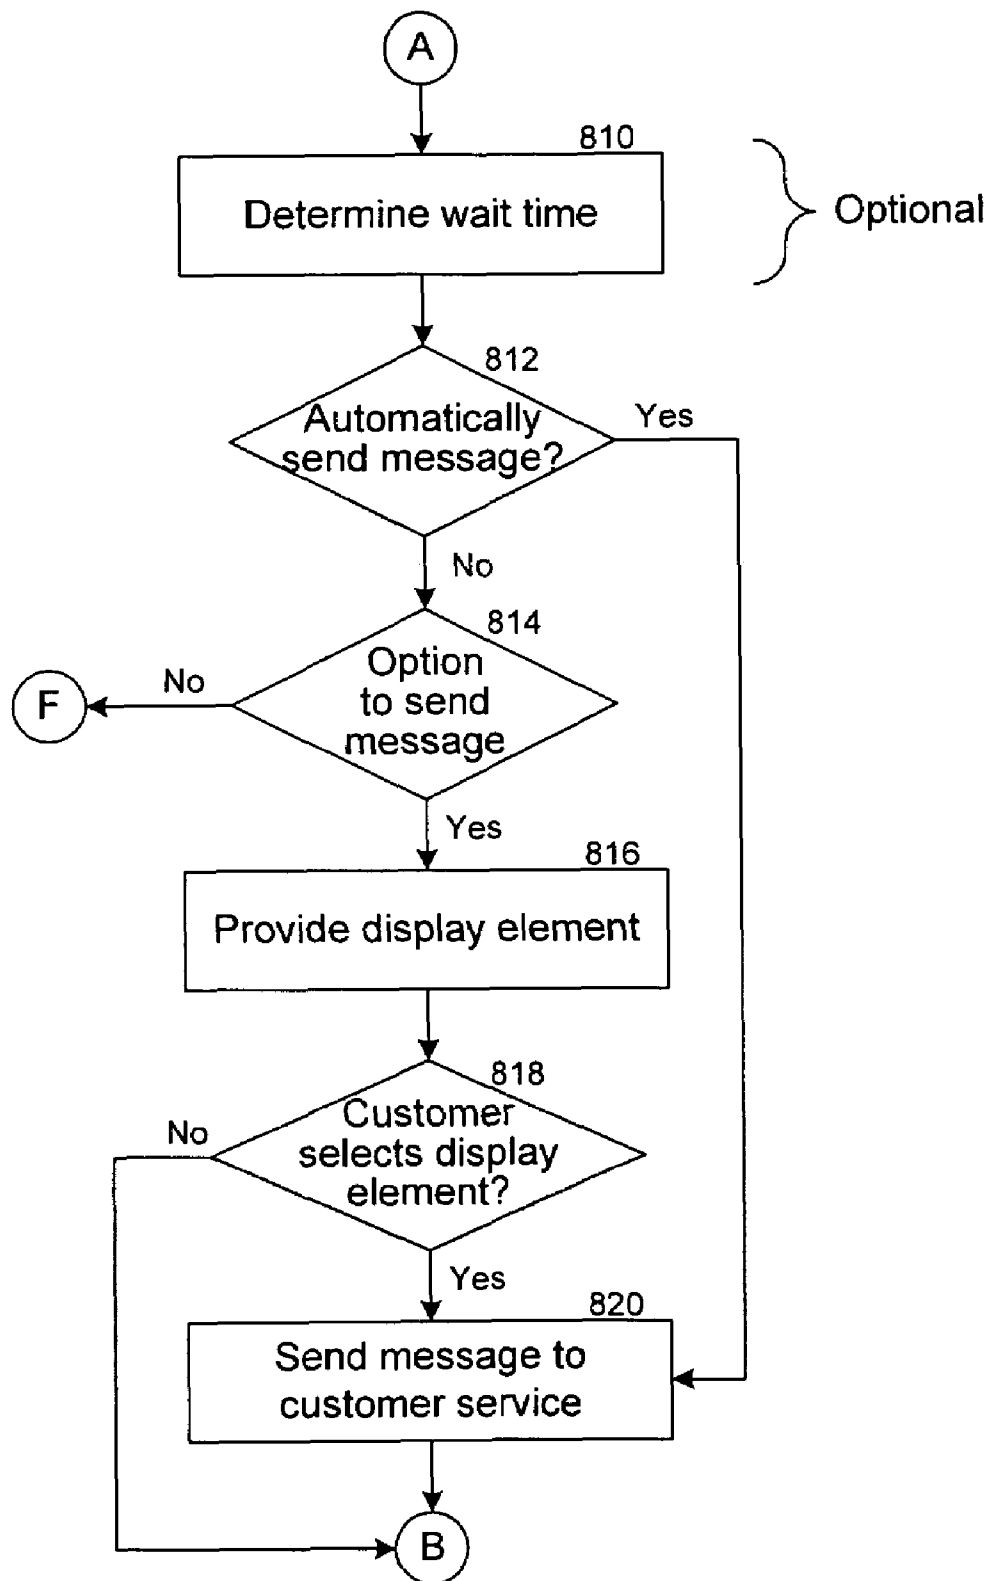 A
810
Determine wait time
Optional
812
Automatically
send message?
Yes
No
814
Option
to send
message
No
F
Yes
816
Provide display element
818
Customer
selects display
element?
No
Yes
820
Send message to
customer service
B